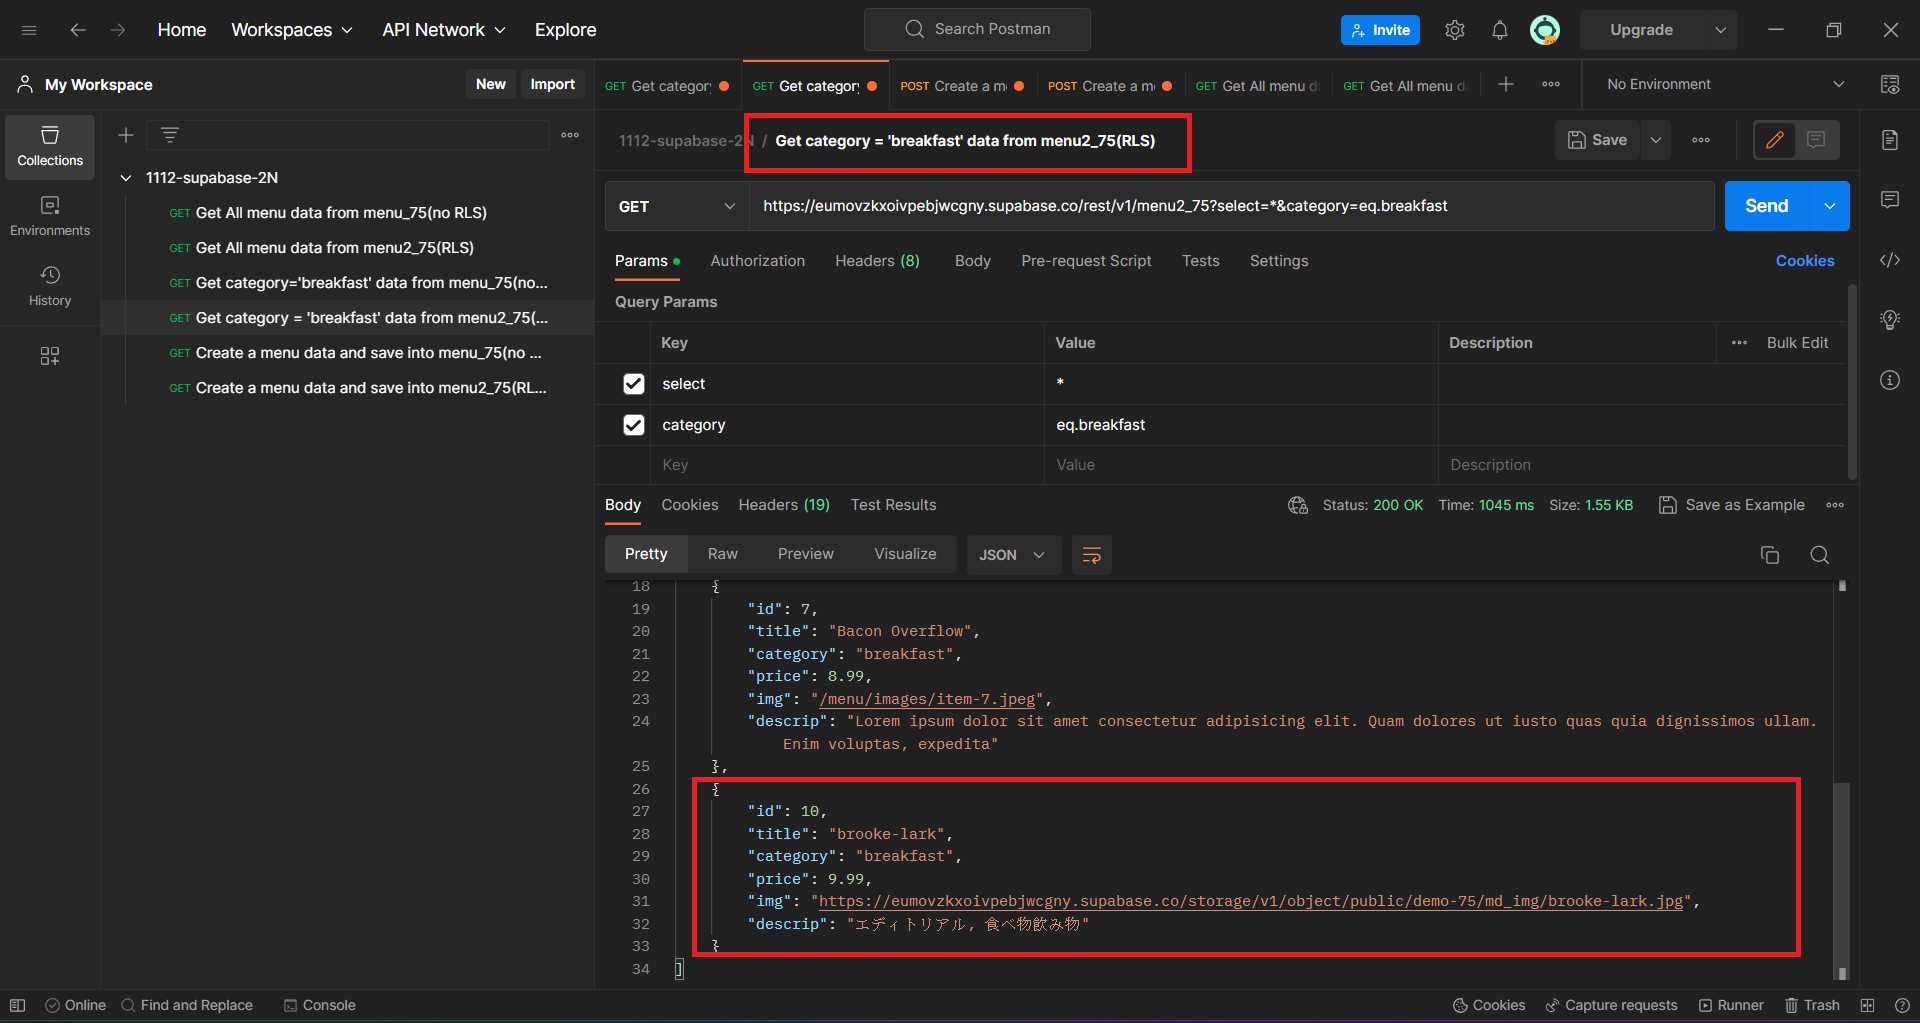 Home
Workspaces
API Network
Explore
Search Postman
Invite
Upgrade
My Workspace
New
Import
GET Get category
GET Get category
POST Create a m
POST Create a m
GET Get All menu d
GET Get All menu d
No Environment
Collections
Environments
History
1112-supabase-2N
GET Get All menu data from menu_75(no RLS)
GET Get All menu data from menu2_75(RLS)
GET Get category='breakfast' data from menu_75(no...
GET Get category = 'breakfast' data from menu2_75(...
GET Create a menu data and save into menu_75(no ...
GET Create a menu data and save into menu2_75(RL...
1112-supabase-2N / Get category = 'breakfast' data from menu2_75(RLS)
Save
GET
https://eumovzkxoivpebjwcgny.supabase.co/rest/v1/menu2_75?select=*&category=eq.breakfast
Send
Params
Authorization
Headers (8)
Body
Pre-request Script
Tests
Settings
Cookies
Query Params
Key
Value
Description
Bulk Edit
select
*
category
eq.breakfast
Key
Value
Description
Body
Cookies
Headers (19)
Test Results
Status: 200 OK
Time: 1045 ms
Size: 1.55 KB
Save as Example
Pretty
Raw
Preview
Visualize
JSON
18 {
19 "id": 7,
20 "title": "Bacon Overflow",
21 "category": "breakfast",
22 "price": 8.99,
23 "img": "/menu/images/item-7.jpeg",
24 "descrip": "Lorem ipsum dolor sit amet consectetur adipisicing elit. Quam dolores ut iusto quas quia dignissimos ullam.
Enim voluptas, expedita"
25 },
26 {
27 "id": 10,
28 "title": "brooke-lark",
29 "category": "breakfast",
30 "price": 9.99,
31 "img": "https://eumovzkxoivpebjwcgny.supabase.co/storage/v1/object/public/demo-75/md_img/brooke-lark.jpg",
32 "descrip": "エディトリアル, 食べ物飲み物"
33 }
34 ]
Online
Find and Replace
Console
Cookies
Capture requests
Runner
Trash